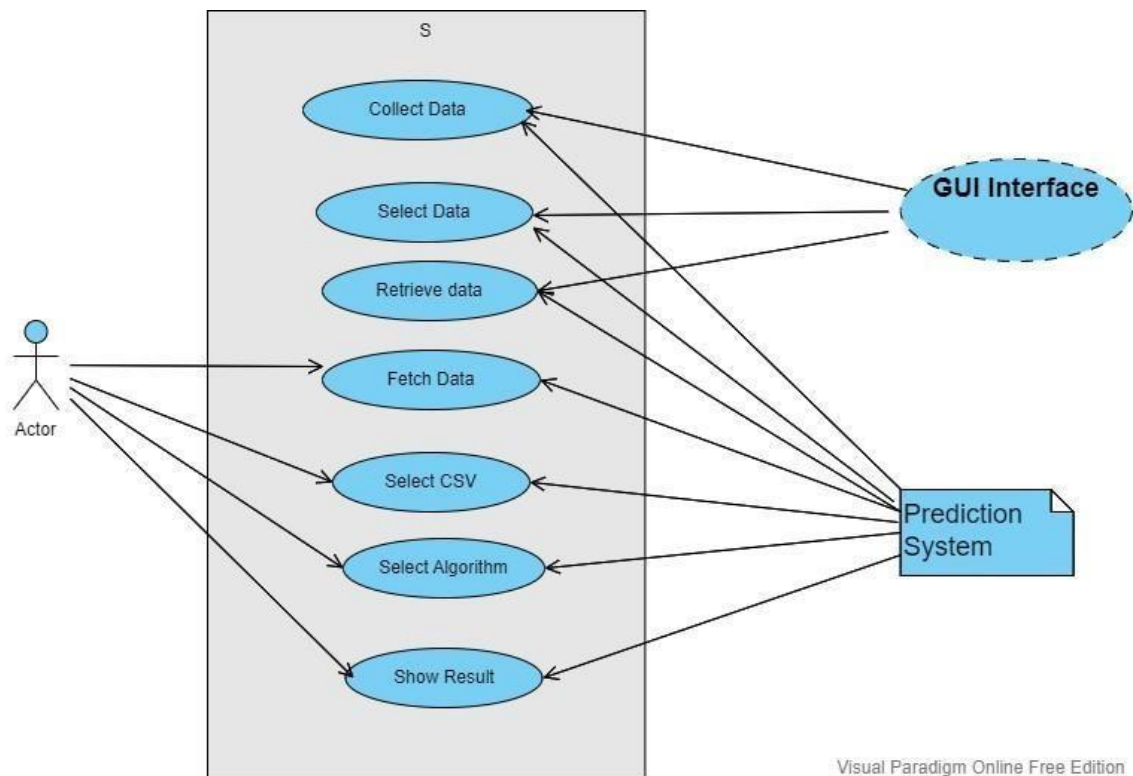 S
Collect Data
GUI Interface
Select Data
Retrieve data
Fetch Data
Actor
Select CSV
Prediction
System
Select Algorithm
Show Result
Visual Paradigm Online Free Edition